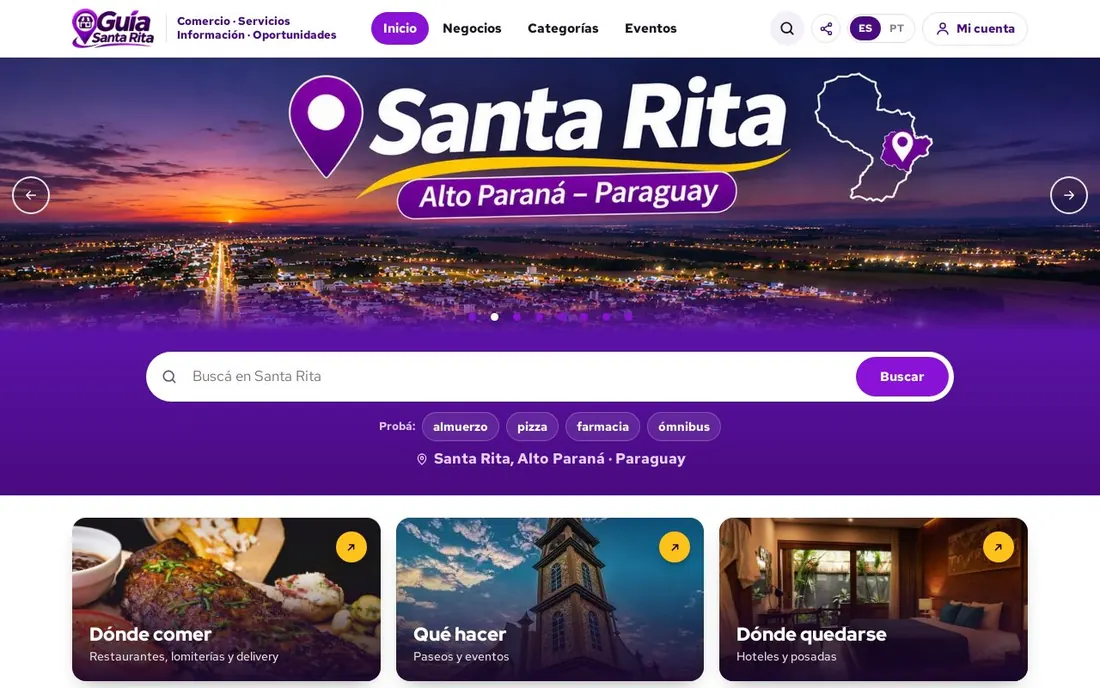 Guía
Santa Rita
Comercio · Servicios
Información · Oportunidades
Inicio
Negocios
Categorías
Eventos
ES
PT
Mi cuenta
Santa Rita
Alto Paraná – Paraguay
Buscá en Santa Rita
Buscar
Probá:
almuerzo
pizza
farmacia
ómnibus
Santa Rita, Alto Paraná · Paraguay
Dónde comer
Restaurantes, lomiterías y delivery
Qué hacer
Paseos y eventos
Dónde quedarse
Hoteles y posadas